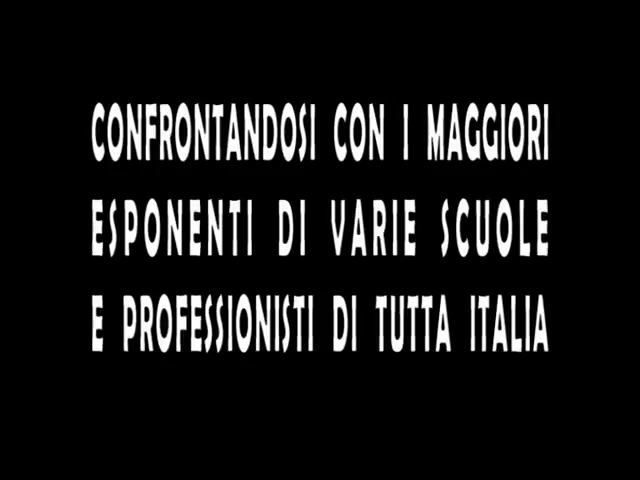 CONFRONTANDOSI CON I MAGGIORI
ESPONENTI DI VARIE SCUOLE
E PROFESSIONISTI DI TUTTA ITALIA